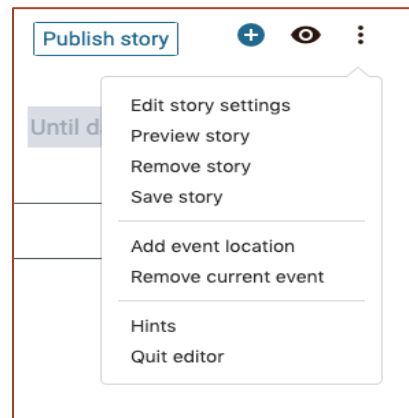 Publish story
Until d
Edit story settings
Preview story
Remove story
Save story
Add event location
Remove current event
Hints
Quit editor